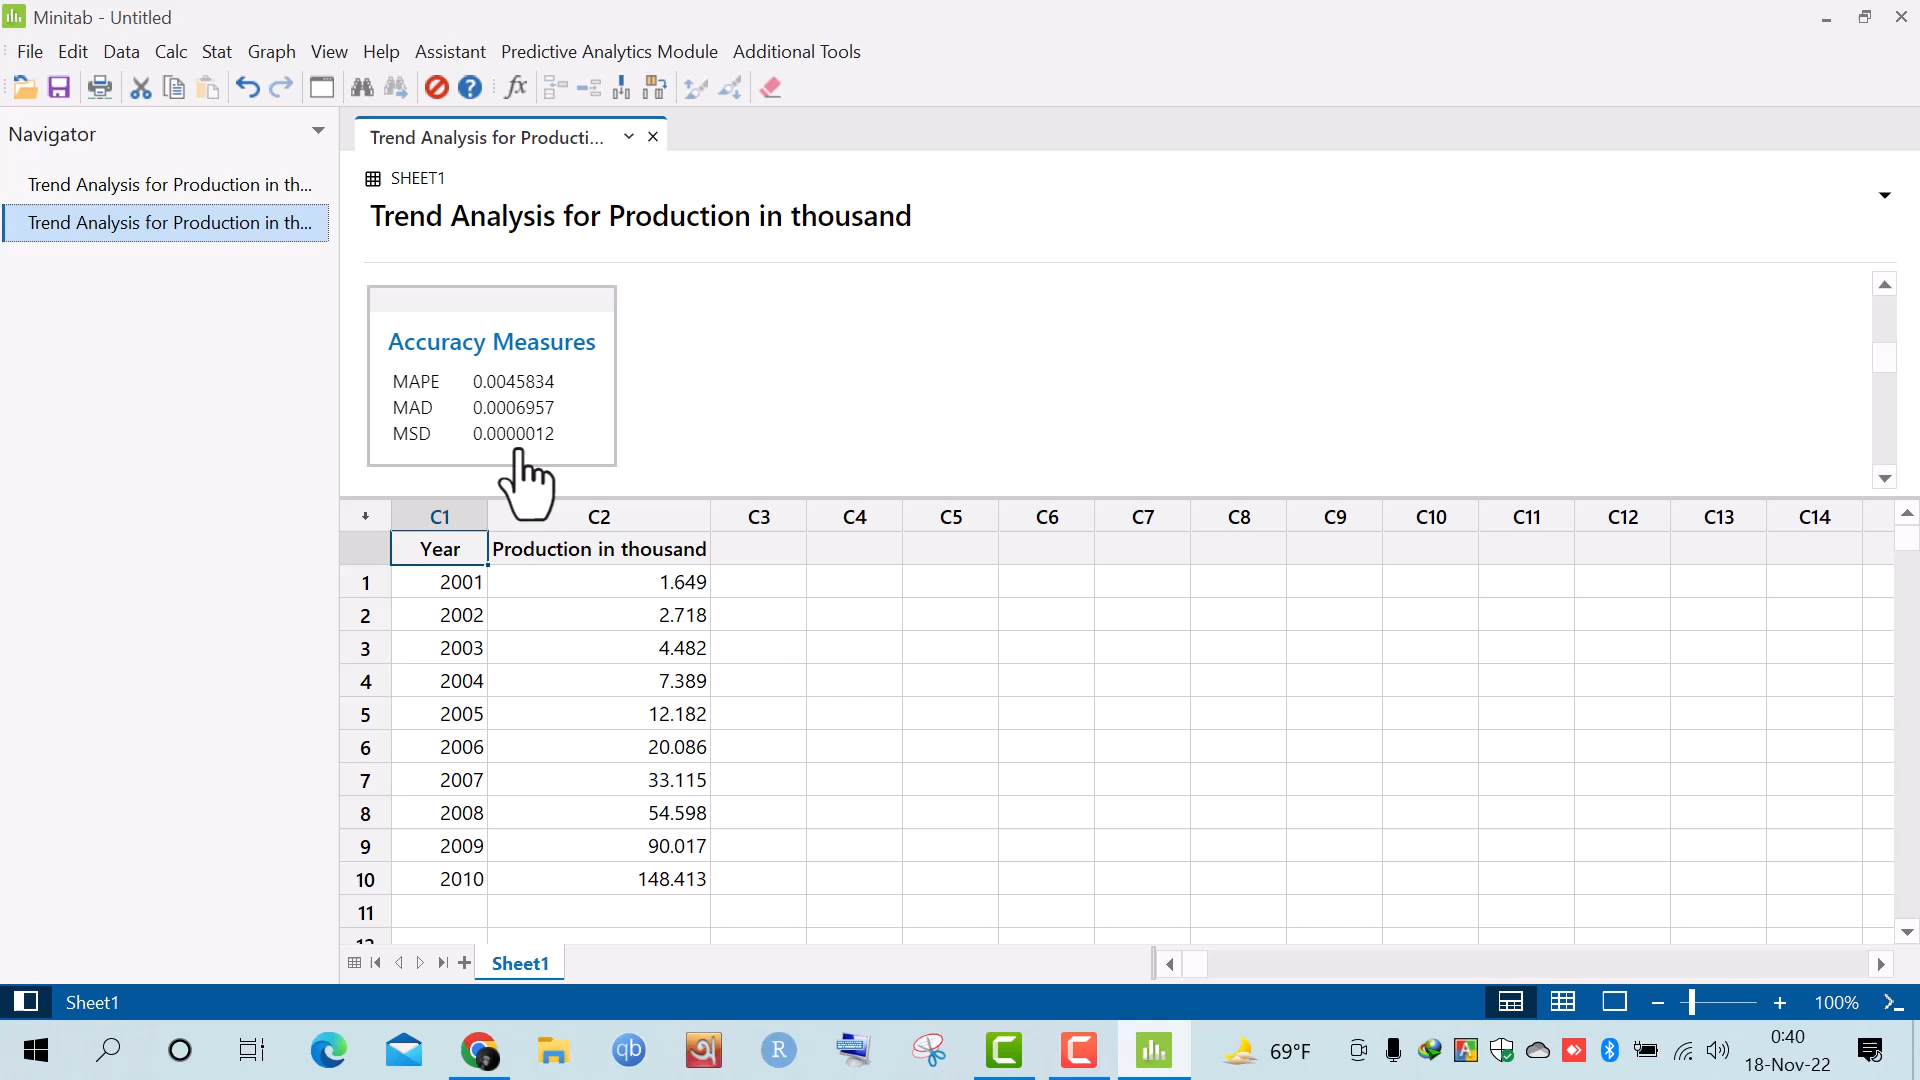 Minitab - Untitled
File Edit Data Calc Stat Graph View Help Assistant Predictive Analytics Module Additional Tools
Navigator
Trend Analysis for Production in th...
Trend Analysis for Production in th...
Trend Analysis for Producti...
SHEET1
Trend Analysis for Production in thousand
Accuracy Measures
MAPE 0.0045834
MAD 0.0006957
MSD 0.0000012
C1 C2 C3 C4 C5 C6 C7 C8 C9 C10 C11 C12 C13 C14
Year Production in thousand
1 2001 1.649
2 2002 2.718
3 2003 4.482
4 2004 7.389
5 2005 12.182
6 2006 20.086
7 2007 33.115
8 2008 54.598
9 2009 90.017
10 2010 148.413
11
Sheet1
Sheet1 100%
69°F
0:40
18-Nov-22